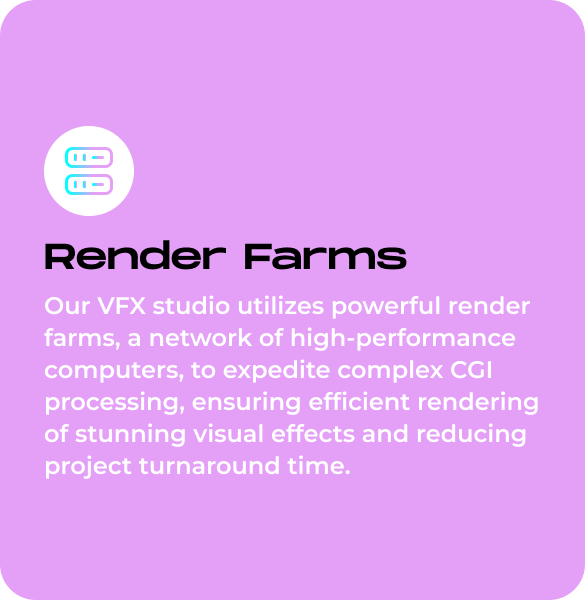 Render Farms
Our VFX studio utilizes powerful render
farms, a network of high-performance
computers, to expedite complex CGI
processing, ensuring efficient rendering
of stunning visual effects and reducing
project turnaround time.